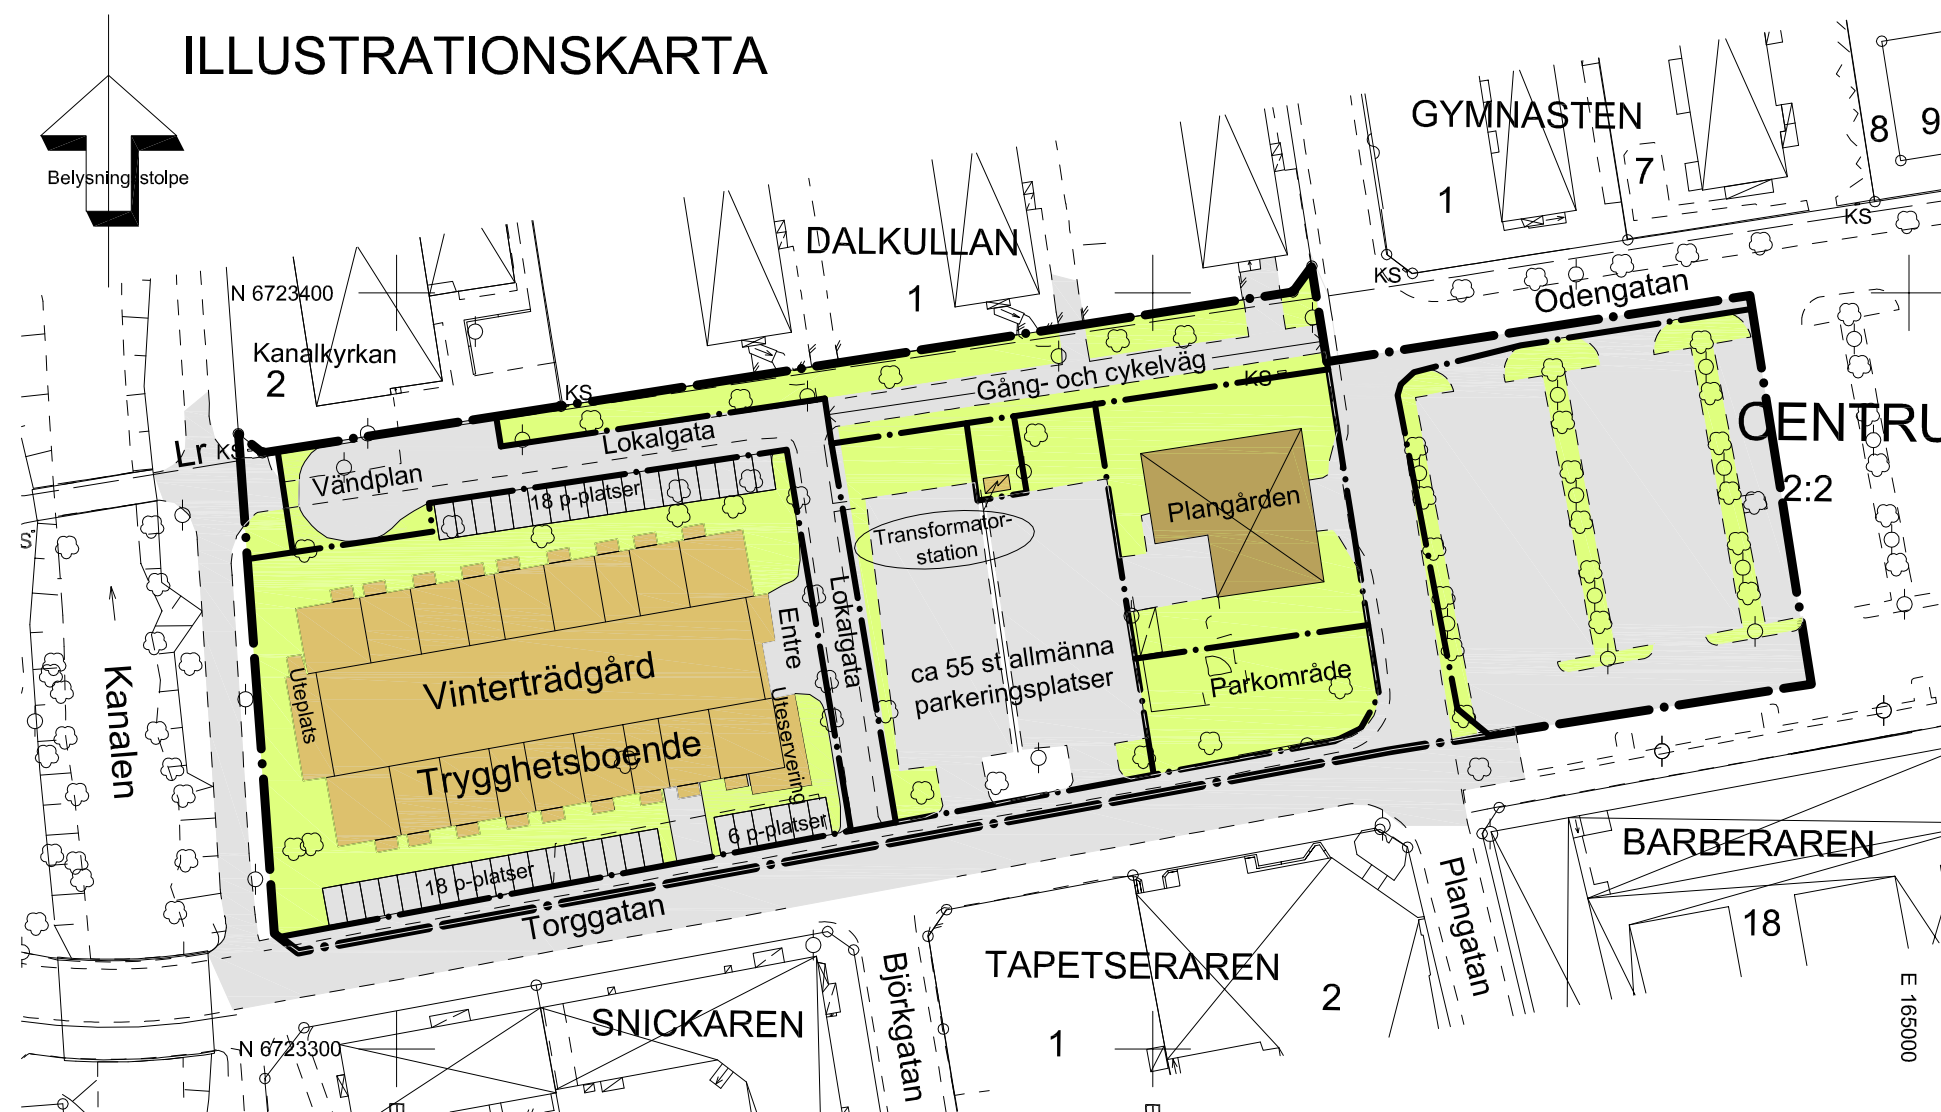 ILLUSTRATIONSKARTA
Belysningsstolpe
GYMNASTEN
1
7
8
9
KS
DALKULLAN
1
N 6723400
KS
Odengatan
Kanalkyrkan
2
KS
Gång- och cykelväg
KS
CENTRU
2:2
Lr
KS
Lokalgata
Vändplan
18 p-platser
Plangården
Transformator-
station
Lokalgata
Entre
ca 55 st allmänna
parkeringsplatser
Parkområde
Kanalen
Uteplats
Vinterträdgård
Uteservering
Trygghetsboende
6 p-platser
18 p-platser
Torggatan
BARBERAREN
18
Plangatan
Björkgatan
TAPETSERAREN
1
2
SNICKAREN
N 6723300
E 165000